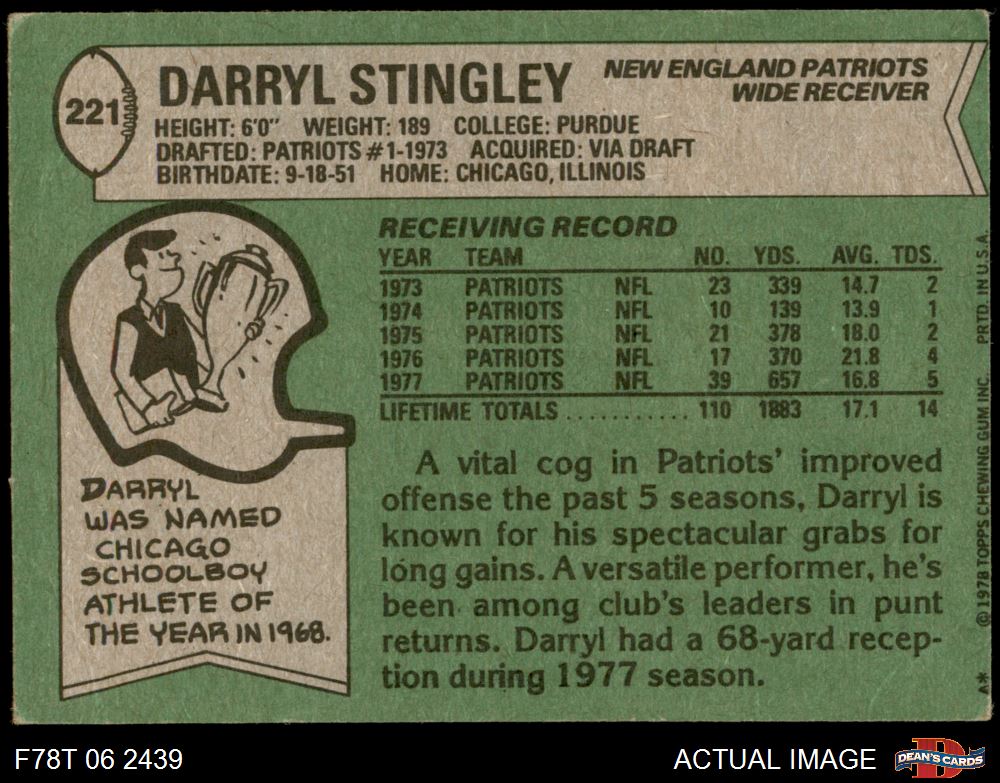 221
DARRYL STINGLEY
NEW ENGLAND PATRIOTS
WIDE RECEIVER
HEIGHT: 6'0" WEIGHT: 189 COLLEGE: PURDUE
DRAFTED: PATRIOTS #1-1973 ACQUIRED: VIA DRAFT
BIRTHDATE: 9-18-51 HOME: CHICAGO, ILLINOIS
RECEIVING RECORD
YEAR TEAM NO. YDS. AVG. TDS.
1973 PATRIOTS NFL 23 339 14.7 2
1974 PATRIOTS NFL 10 139 13.9 1
1975 PATRIOTS NFL 21 378 18.0 2
1976 PATRIOTS NFL 17 370 21.8 4
1977 PATRIOTS NFL 39 657 16.8 5
LIFETIME TOTALS .......... 110 1883 17.1 14
DARRYL
WAS NAMED
CHICAGO
SCHOOLBOY
ATHLETE OF
THE YEAR IN 1968.
A vital cog in Patriots' improved
offense the past 5 seasons, Darryl is
known for his spectacular grabs for
long gains. A versatile performer, he's
been among club's leaders in punt
returns. Darryl had a 68-yard recep-
tion during 1977 season.
A* © 1978 TOPPS CHEWING GUM INC. PRTD. IN U.S.A.
F78T 06 2439
ACTUAL IMAGE
D
DEAN'S CARDS